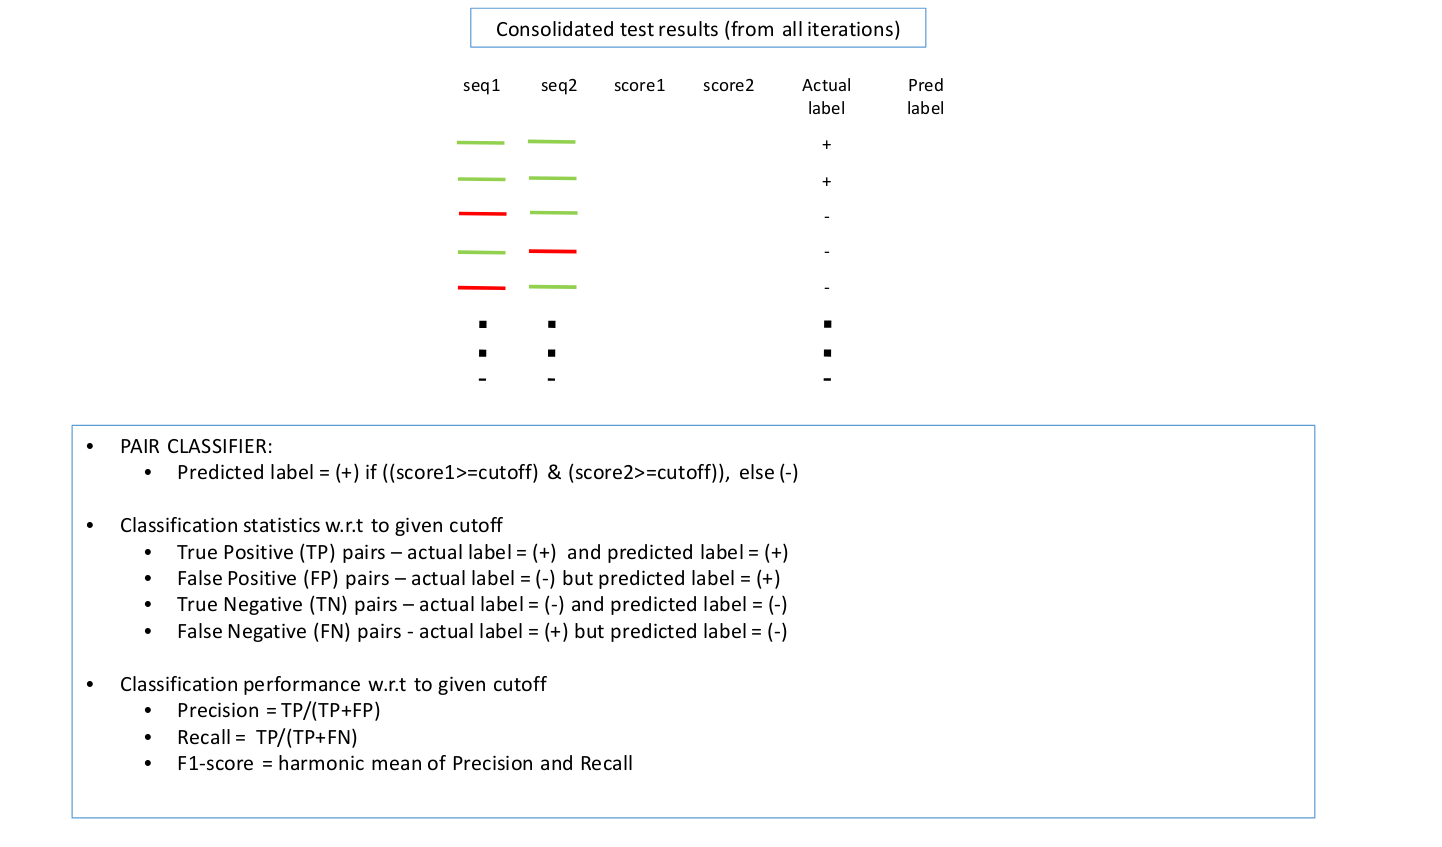 Consolidated test results (from all iterations)
seq1 seq2 score1 score2 Actual label Pred label
+
+
-
-
-
• PAIR CLASSIFIER:
• Predicted label = (+) if ((score1>=cutoff) & (score2>=cutoff)), else (-)
• Classification statistics w.r.t to given cutoff
• True Positive (TP) pairs – actual label = (+) and predicted label = (+)
• False Positive (FP) pairs – actual label = (-) but predicted label = (+)
• True Negative (TN) pairs – actual label = (-) and predicted label = (-)
• False Negative (FN) pairs - actual label = (+) but predicted label = (-)
• Classification performance w.r.t to given cutoff
• Precision = TP/(TP+FP)
• Recall = TP/(TP+FN)
• F1-score = harmonic mean of Precision and Recall